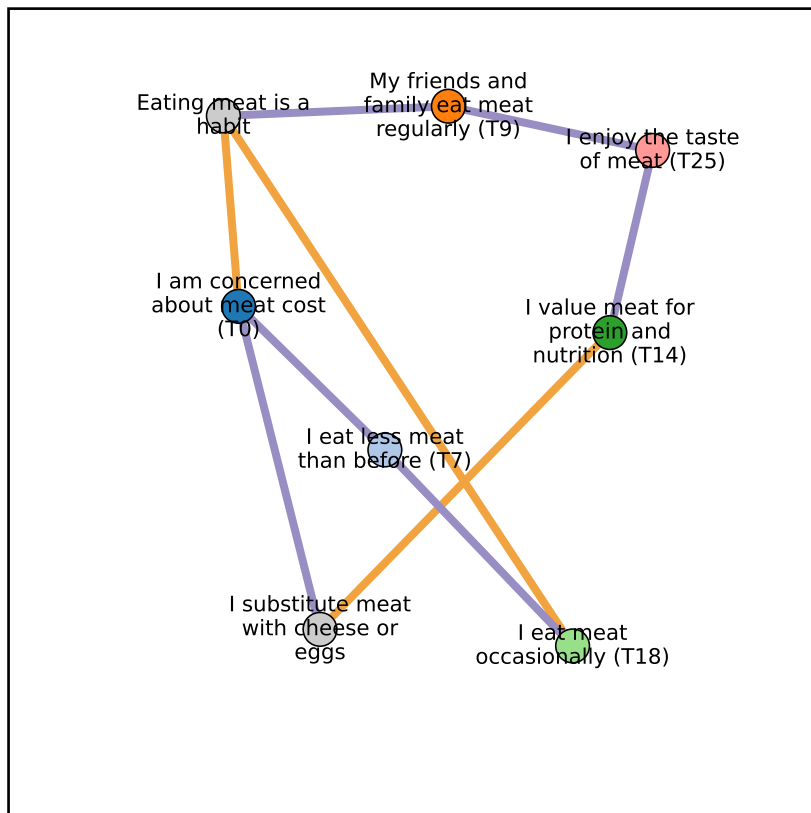 My friends and
family eat meat
regularly (T9)
Eating meat is a
habit
I enjoy the taste
of meat (T25)
I am concerned
about meat cost
(T0)
I value meat for
protein and
nutrition (T14)
I eat less meat
than before (T7)
I substitute meat
with cheese or
eggs
I eat meat
occasionally (T18)